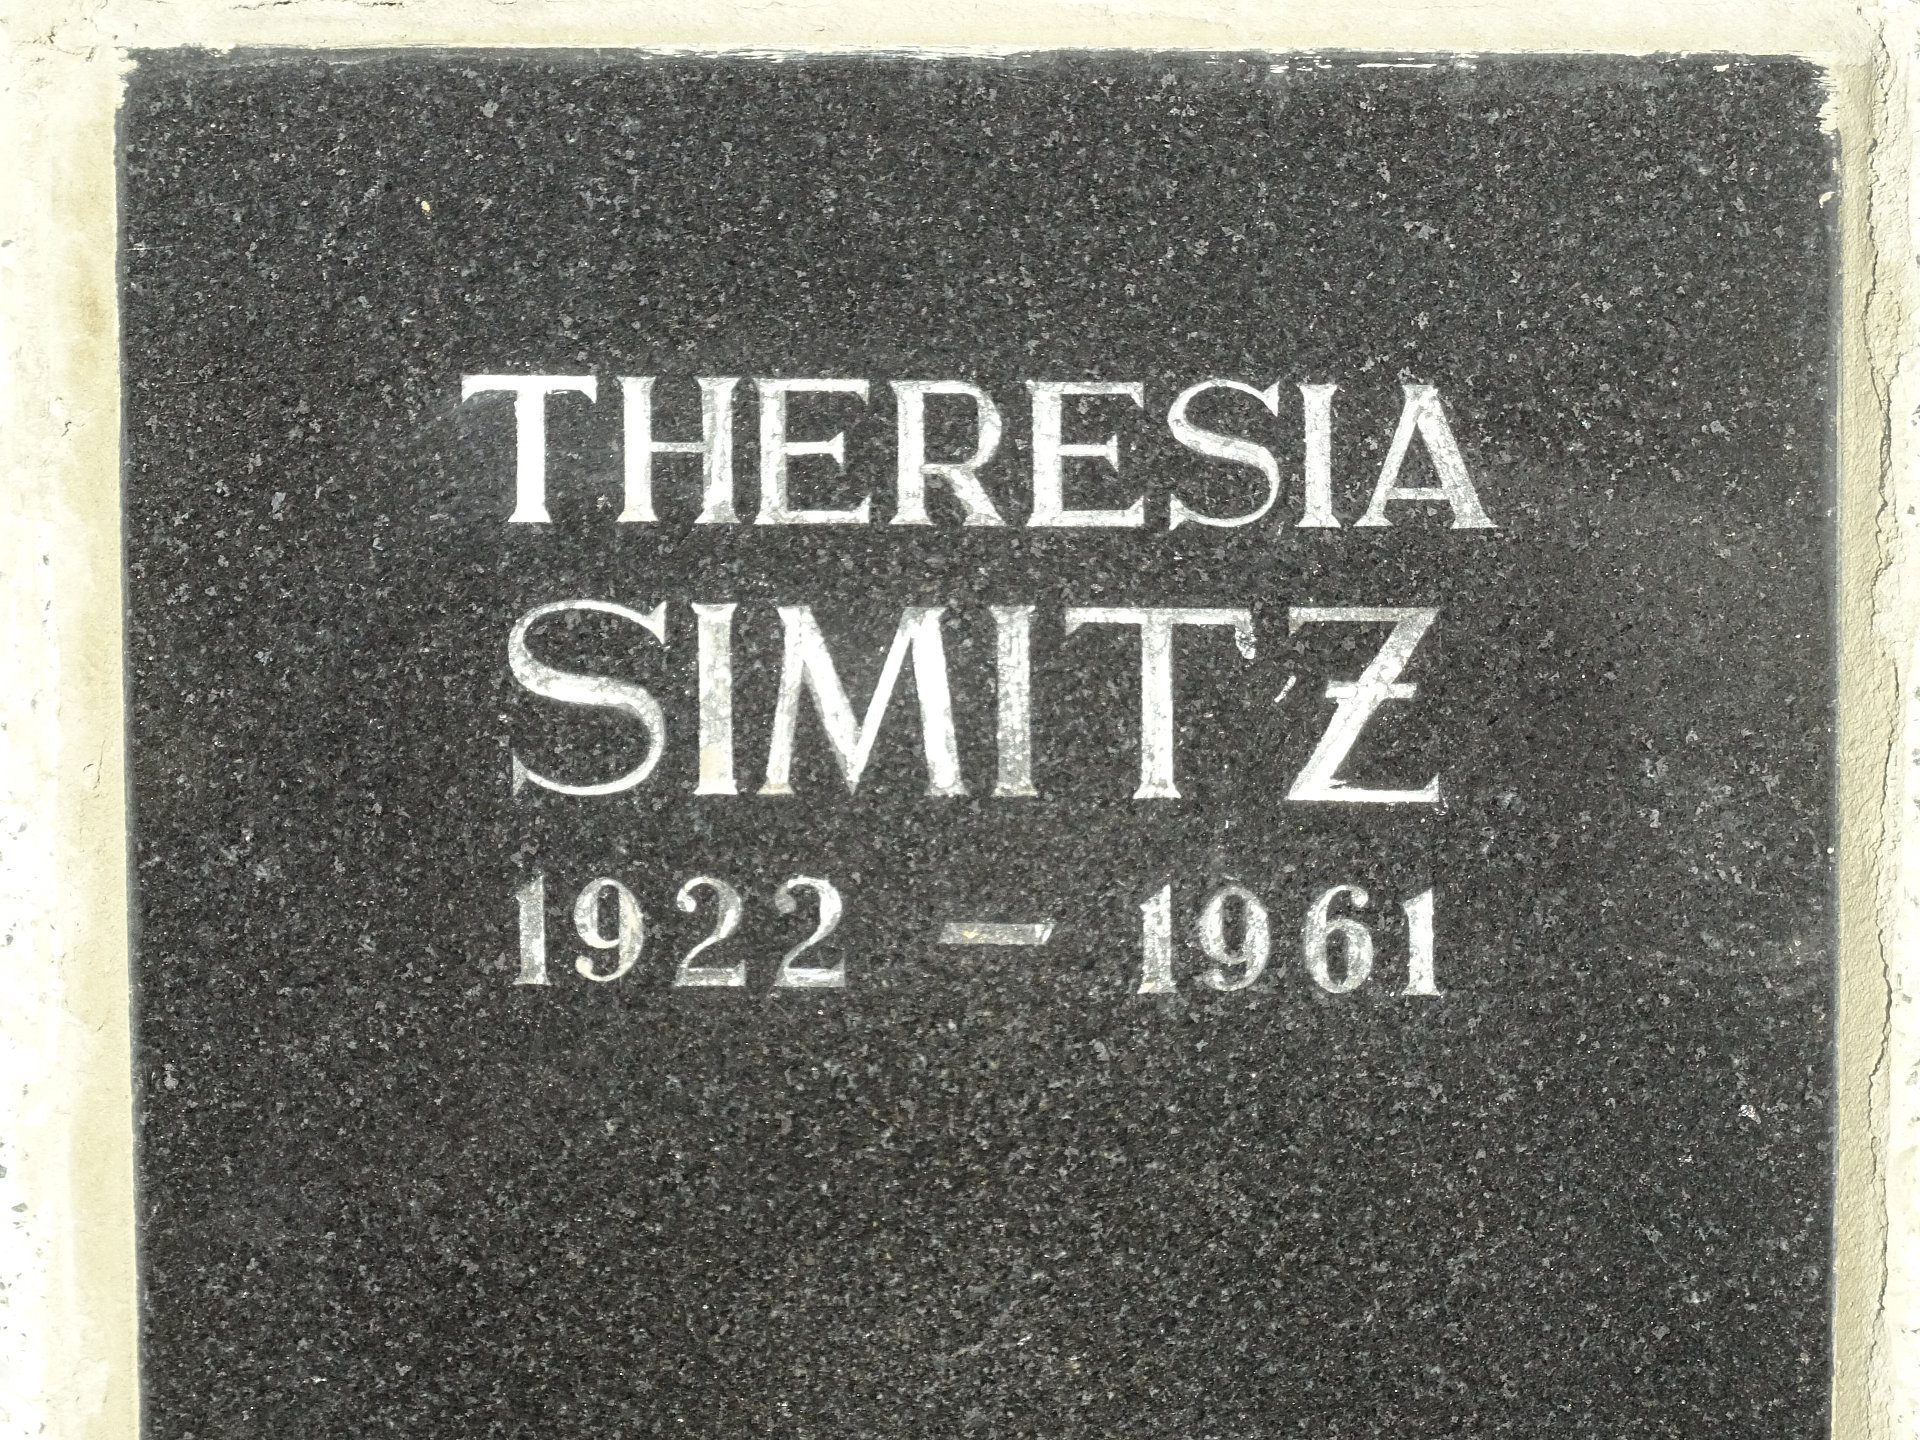 THERESIA
SIMITZ
1922 — 1961